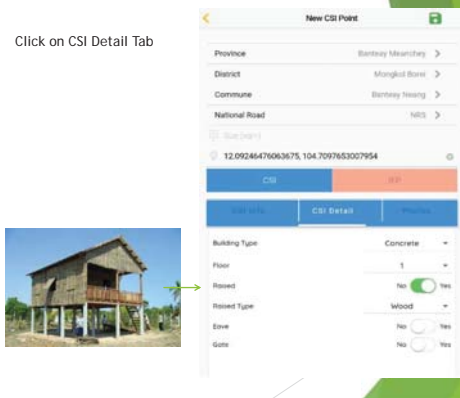 New CSI Point
Click on CSI Detail Tab
Province Banteay Meanchey
District Mongkol Borei
Commune Banteay Neang
National Road NR5
12.09246476063675, 104.7097653007954
CSI
CSI Detail
Building Type Concrete
Floor 1
Raised No Yes
Raised Type Wood
Eave No Yes
Gate No Yes